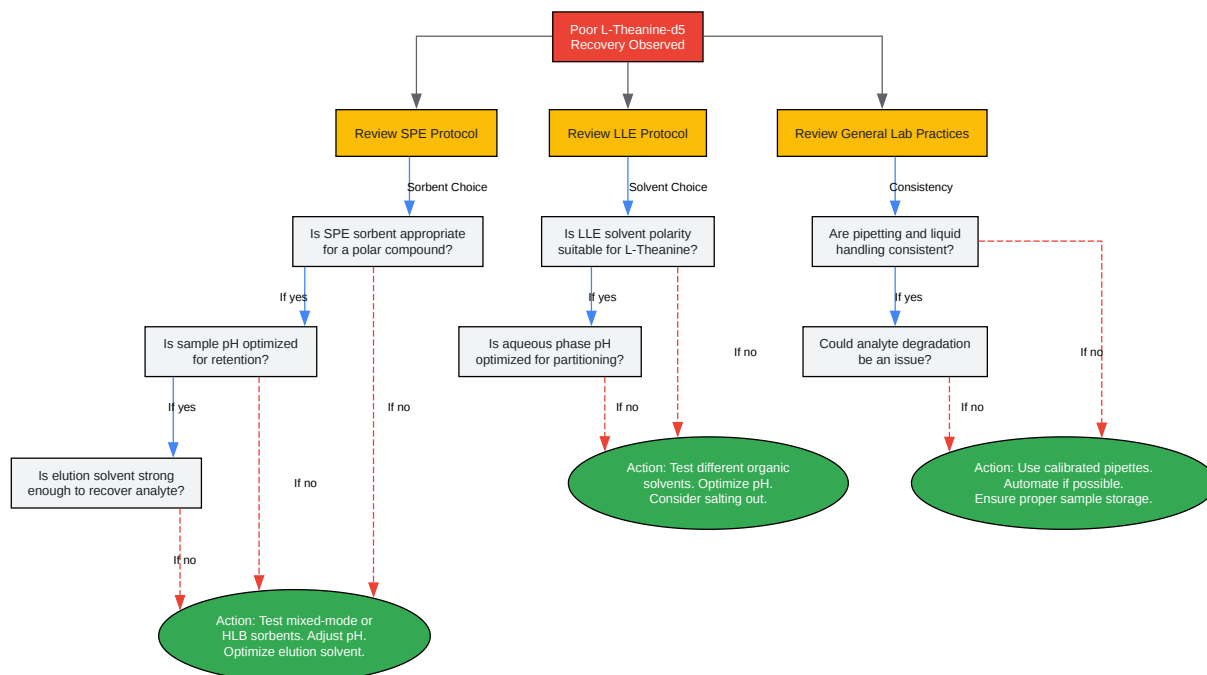 Poor L-Theanine-d5
Recovery Observed
Review SPE Protocol
Review LLE Protocol
Review General Lab Practices
Sorbent Choice
Solvent Choice
Consistency
Is SPE sorbent appropriate
for a polar compound?
Is LLE solvent polarity
suitable for L-Theanine?
Are pipetting and liquid
handling consistent?
If yes
If yes
If yes
Is sample pH optimized
for retention?
Is aqueous phase pH
optimized for partitioning?
Could analyte degradation
be an issue?
If no
If no
If yes
If no
If no
If no
Is elution solvent strong
enough to recover analyte?
If no
Action: Test different organic
solvents. Optimize pH.
Consider salting out.
Action: Use calibrated pipettes.
Automate if possible.
Ensure proper sample storage.
If no
Action: Test mixed-mode or
HLB sorbents. Adjust pH.
Optimize elution solvent.